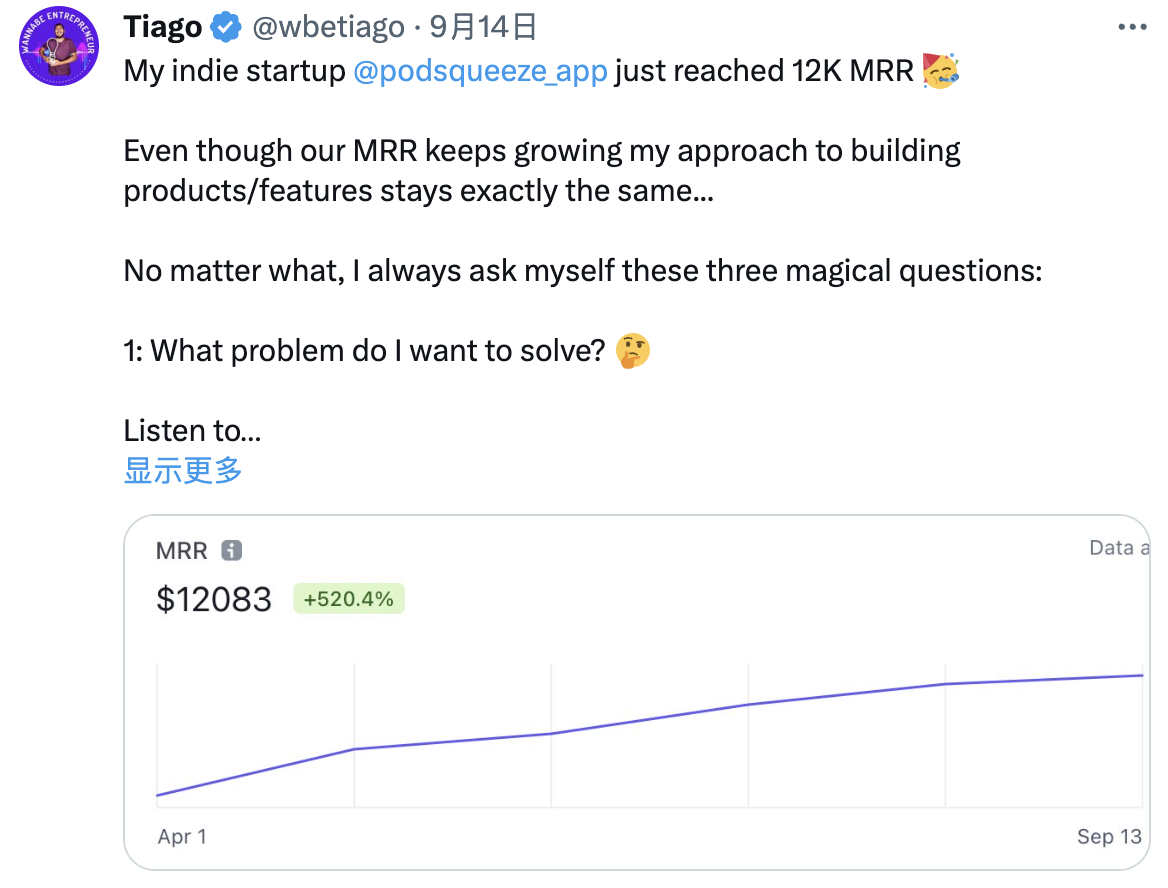 WANNABE ENTREPRENEUR
Tiago @wbetiago · 9月14日
My indie startup @podsqueeze_app just reached 12K MRR 🥳
Even though our MRR keeps growing my approach to building
products/features stays exactly the same...
No matter what, I always ask myself these three magical questions:
1: What problem do I want to solve? 🤔
Listen to...
显示更多
MRR
Data a
$12083 +520.4%
Apr 1
Sep 13